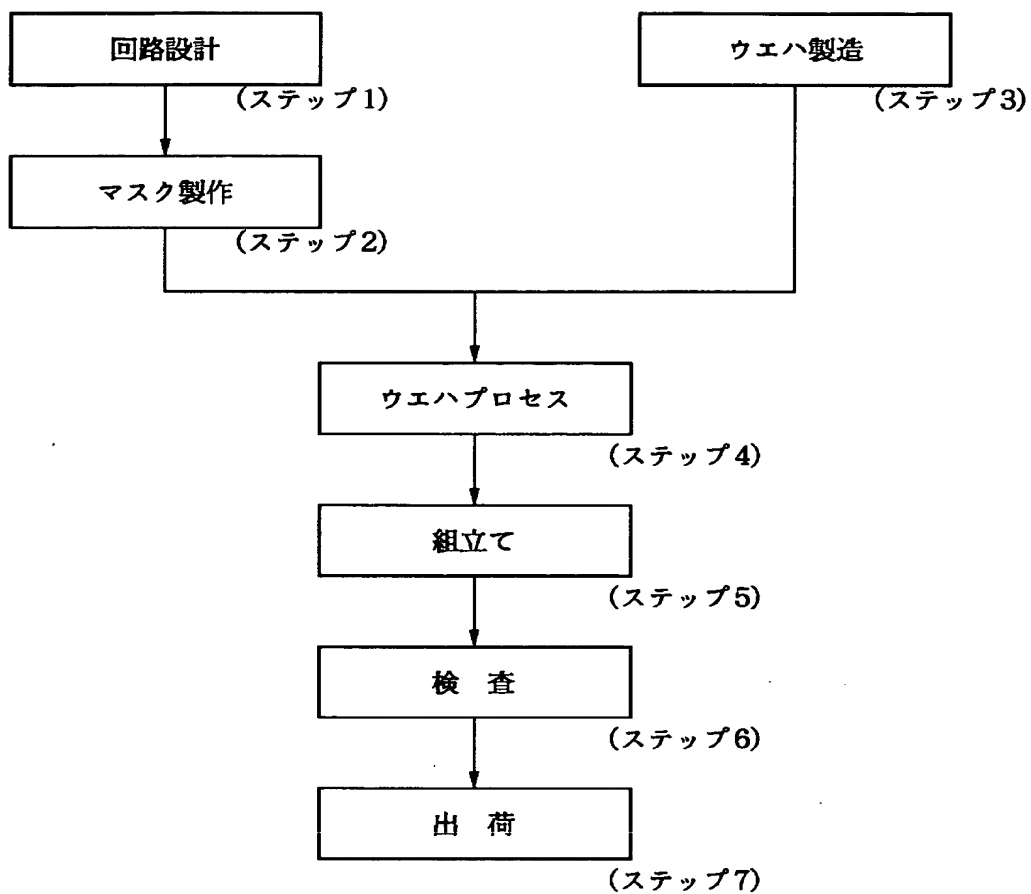 回路設計
(ステップ1)
マスク製作
(ステップ2)
ウエハ製造
(ステップ3)
ウエハプロセス
(ステップ4)
組立て
(ステップ5)
検 査
(ステップ6)
出 荷
(ステップ7)